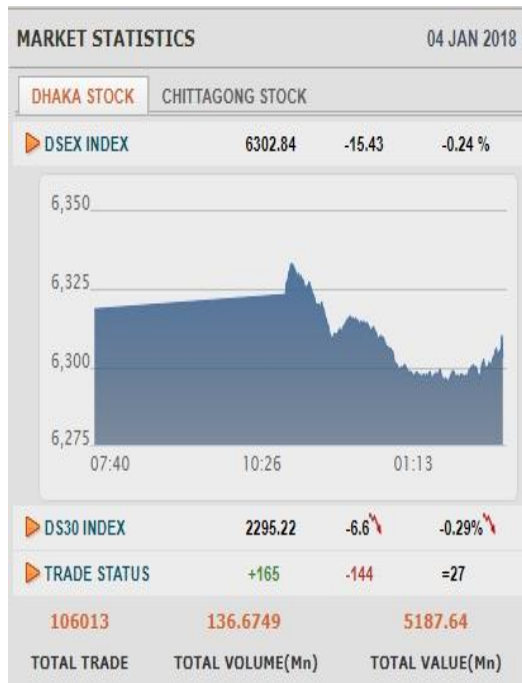 MARKET STATISTICS 04 JAN 2018
DHAKA STOCK CHITTAGONG STOCK
DSEX INDEX 6302.84 -15.43 -0.24 %
6,350
6,325
6,300
6,275
07:40 10:26 01:13
DS30 INDEX 2295.22 -6.6 -0.29%
TRADE STATUS +165 -144 =27
106013 136.6749 5187.64
TOTAL TRADE TOTAL VOLUME(Mn) TOTAL VALUE(Mn)